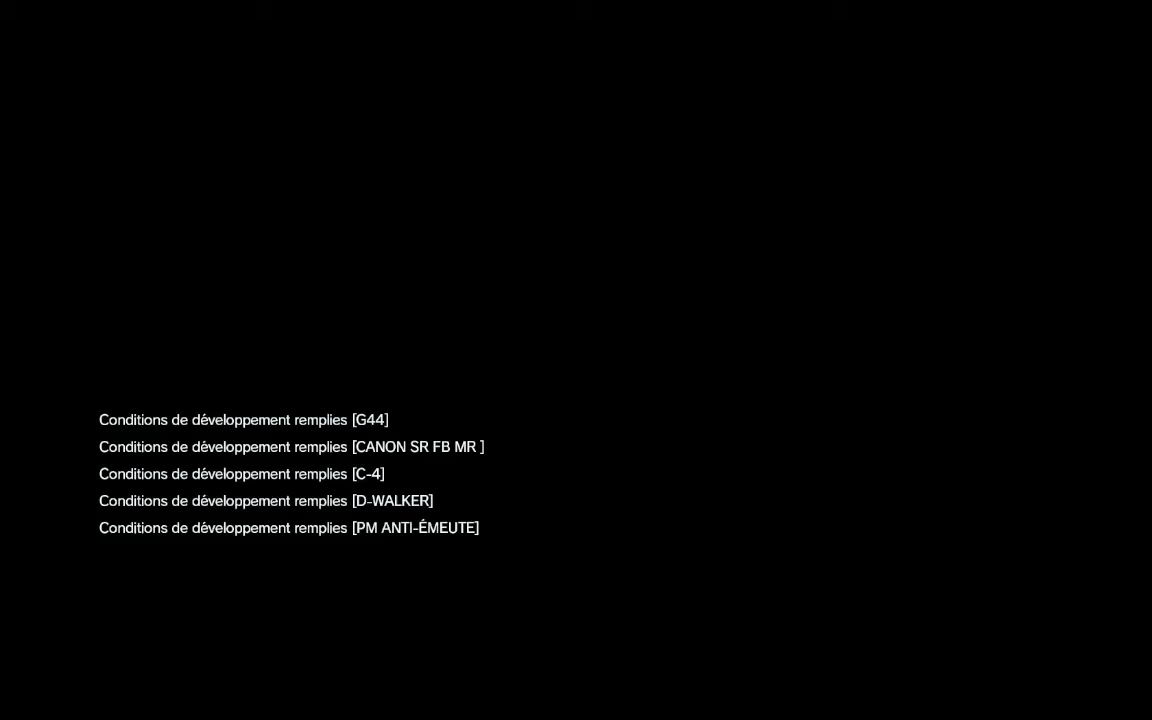 Conditions de développement remplies [G44]
Conditions de développement remplies [CANON SR FB MR ]
Conditions de développement remplies [C-4]
Conditions de développement remplies [D-WALKER]
Conditions de développement remplies [PM ANTI-ÉMEUTE]